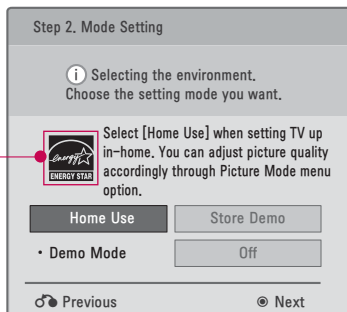 Step 2. Mode Setting
i Selecting the environment.
Choose the setting mode you want.
energy
ENERGY STAR
Select [Home Use] when setting TV up
in-home. You can adjust picture quality
accordingly through Picture Mode menu
option.
Home Use Store Demo
• Demo Mode Off
Previous ◉ Next